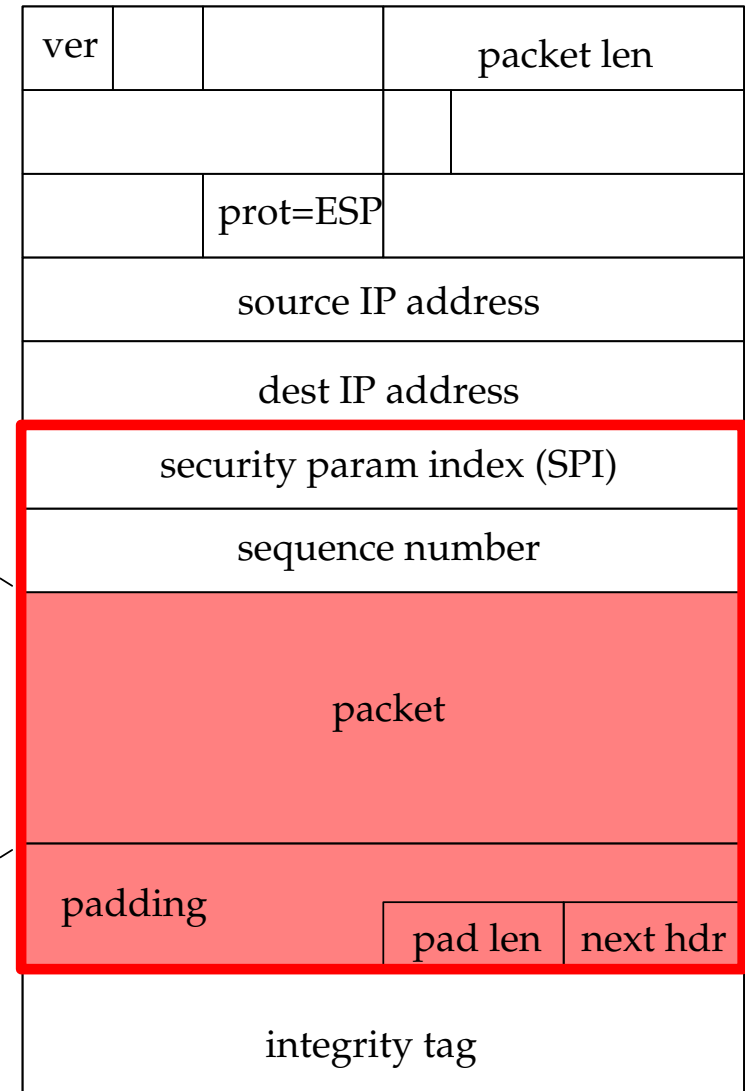 ver packet len
prot=ESP
source IP address
dest IP address
security param index (SPI)
sequence number
packet
padding
pad len next hdr
integrity tag